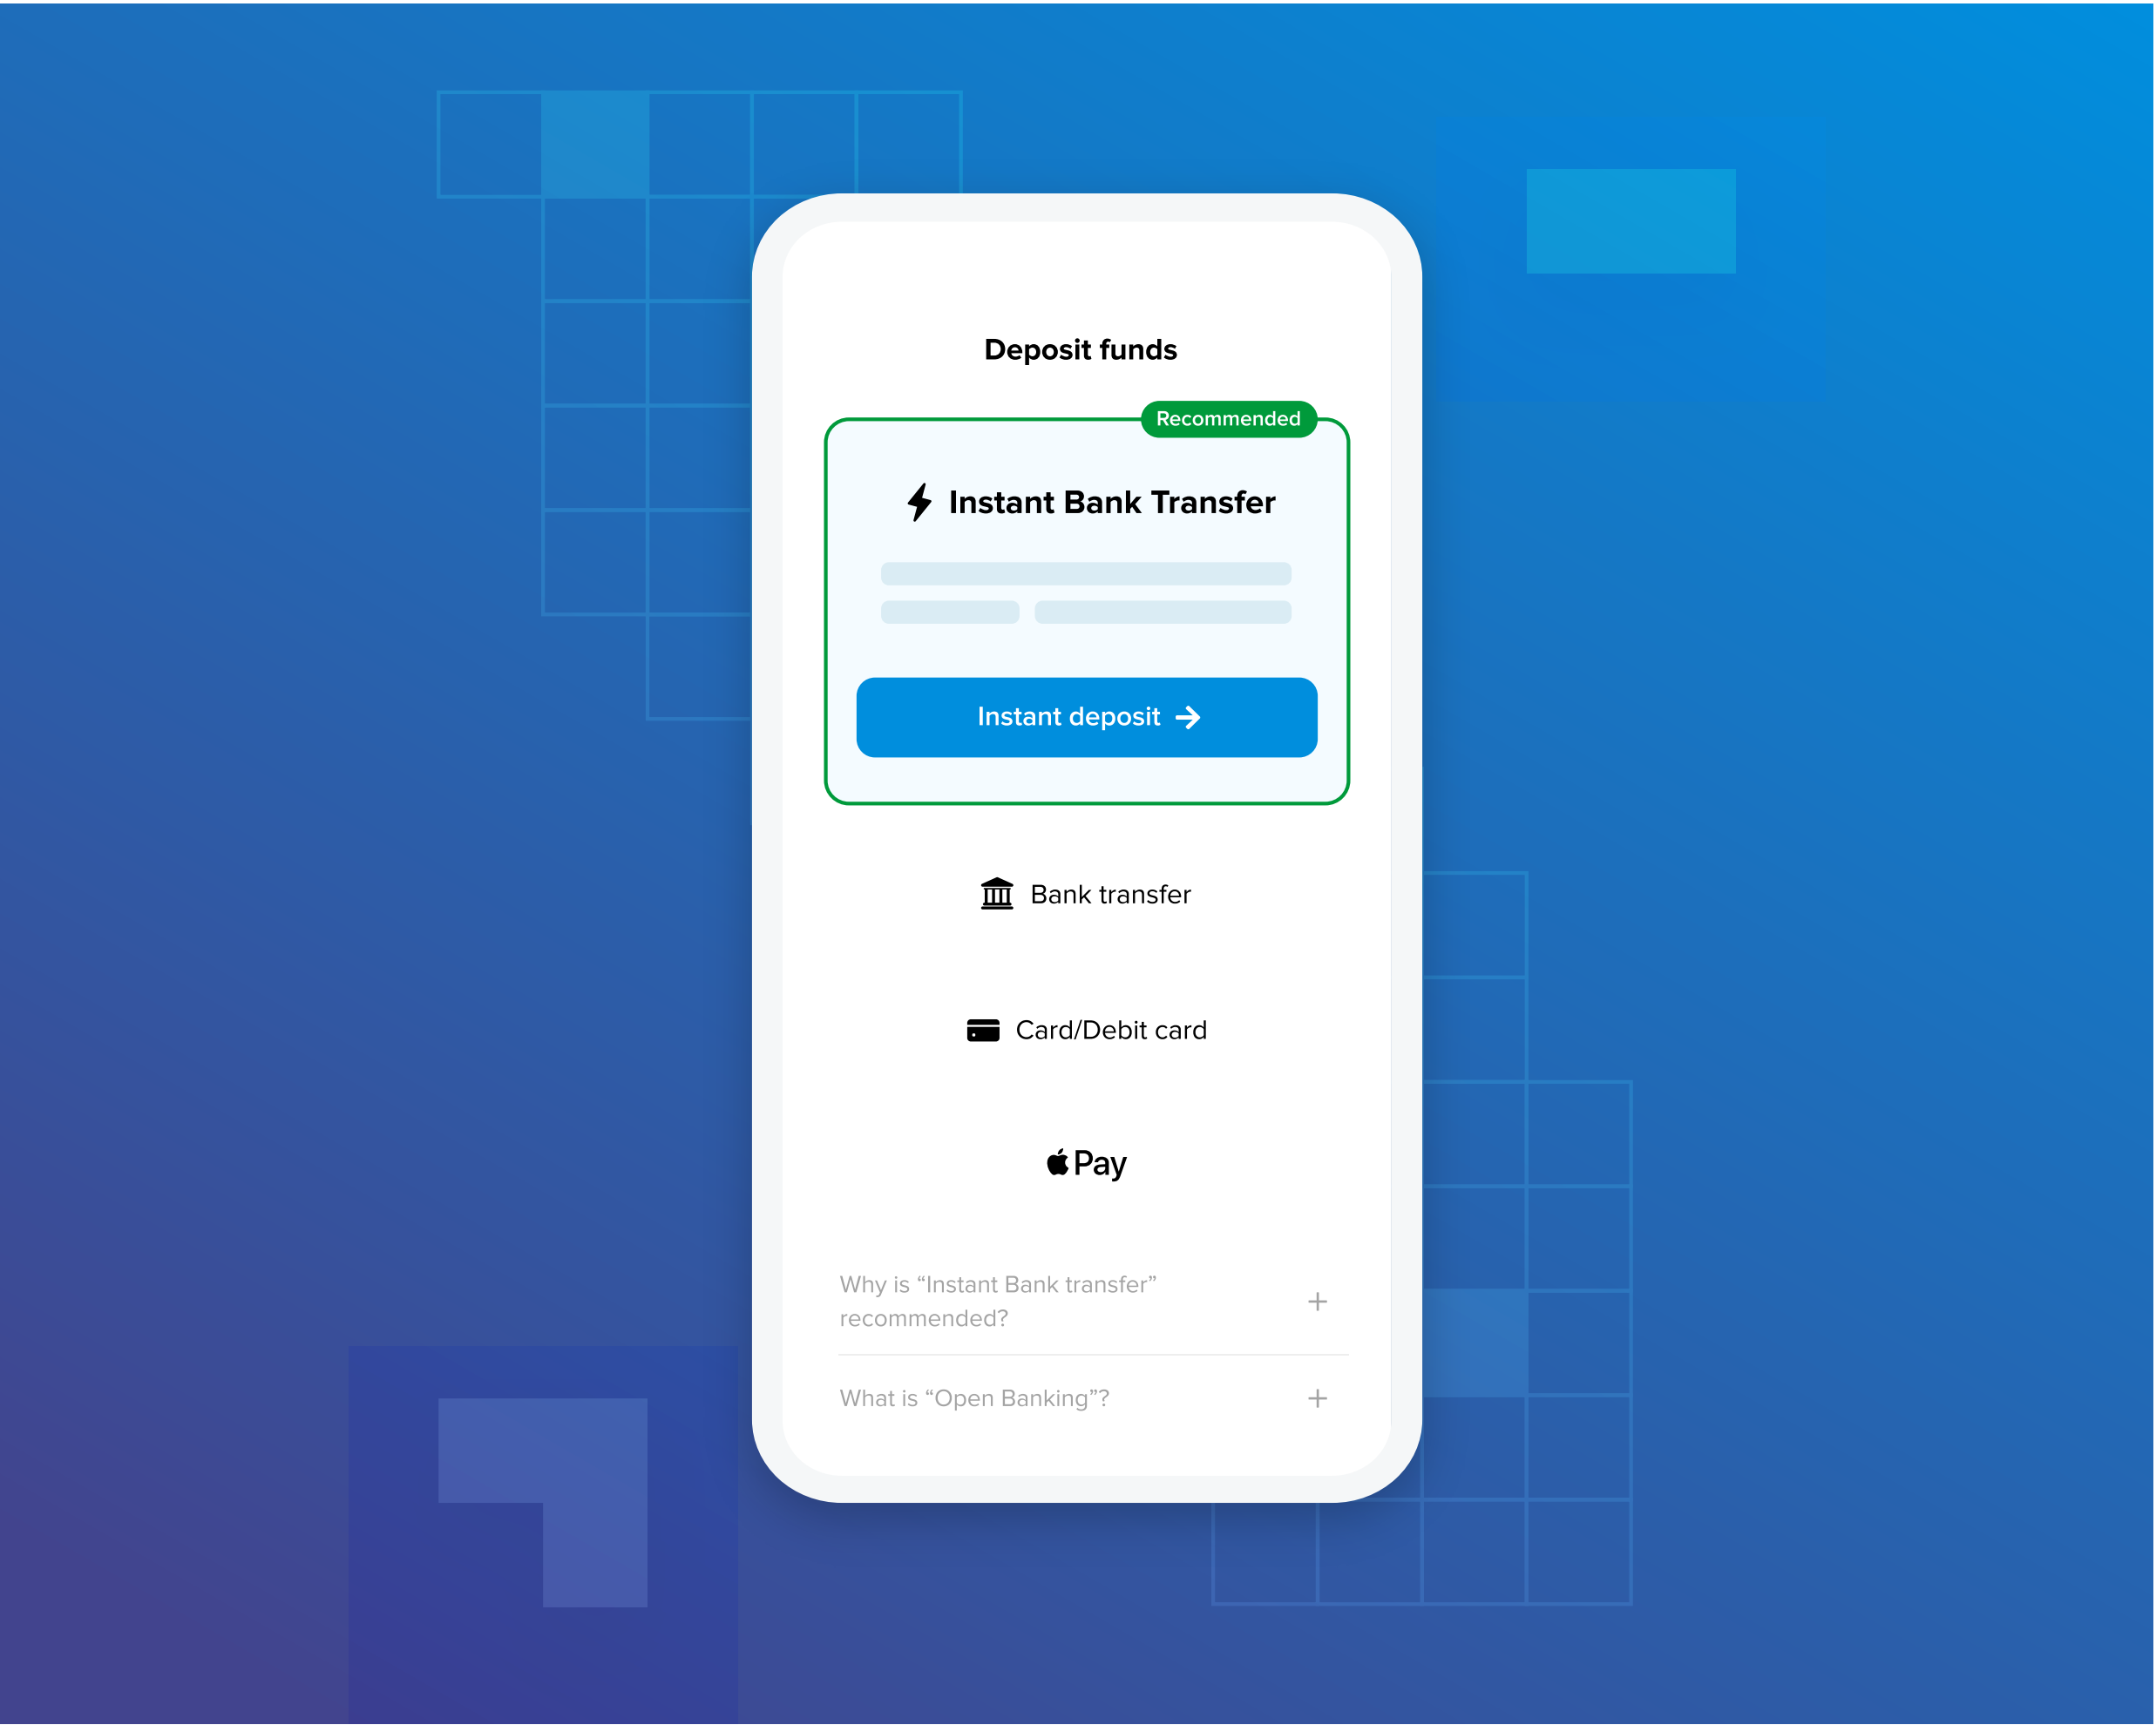 Deposit funds
Recommended
Instant Bank Transfer
Instant deposit
Bank transfer
Card/Debit card
Pay
Why is “Instant Bank transfer”
recommended?
What is “Open Banking”?